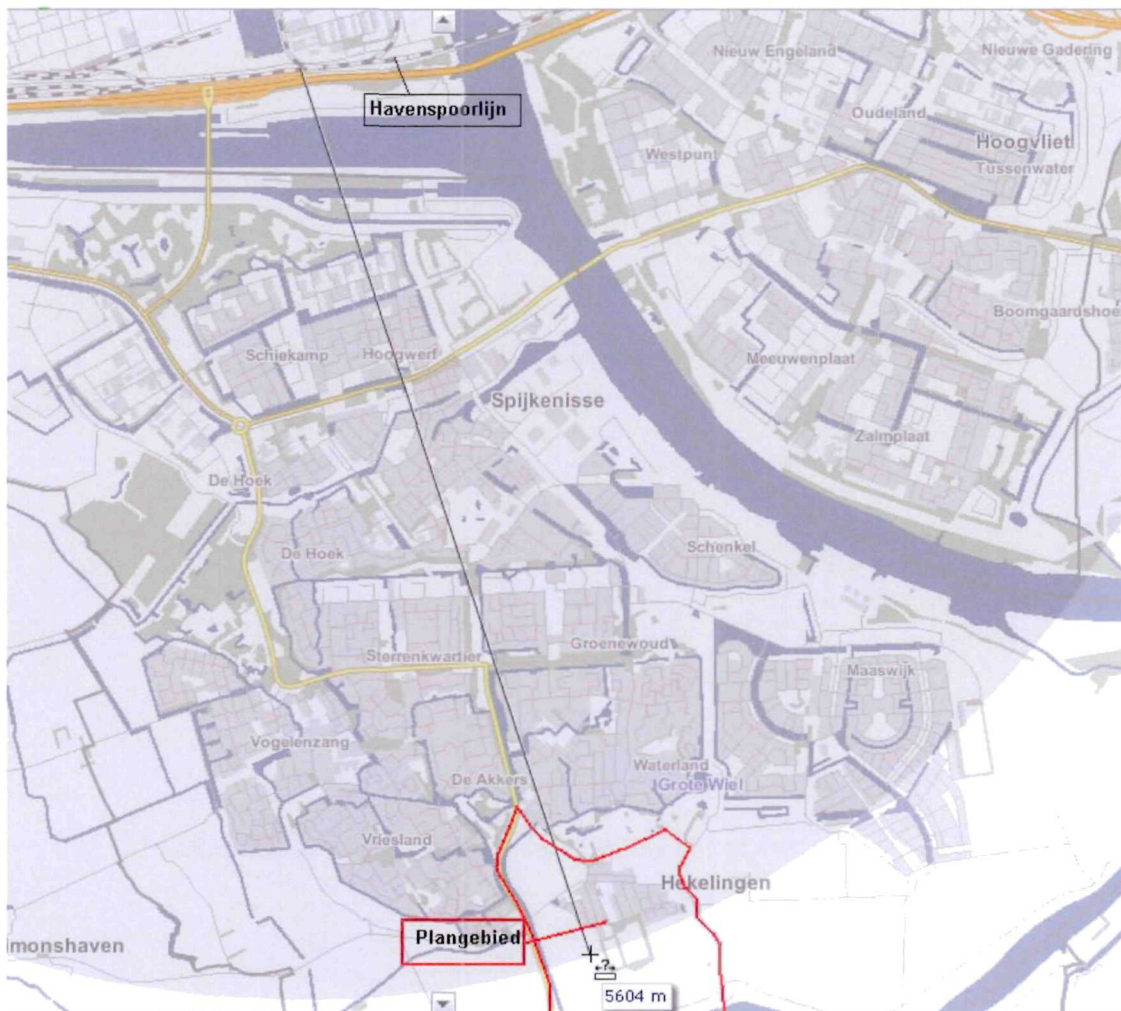 Nieuw Engeland
Nieuwe Gadering
Havenspoorlijn
Oudeland
Hoogvliet
Westpunt
Tussenwater
Boomgaardshoe
Schiekamp
Hoogwerf
Meeuwenplaat
Spijkenisse
Zalmplaat
De Hoek
De Hoek
Schenkel
Groenewoud
Sterrenkwartier
Maaswijk
Vogelenzang
Waterland
De Akkers
Grote Wiel
Vriesland
Hekelingen
Plangebied
imonshaven
?
5604 m